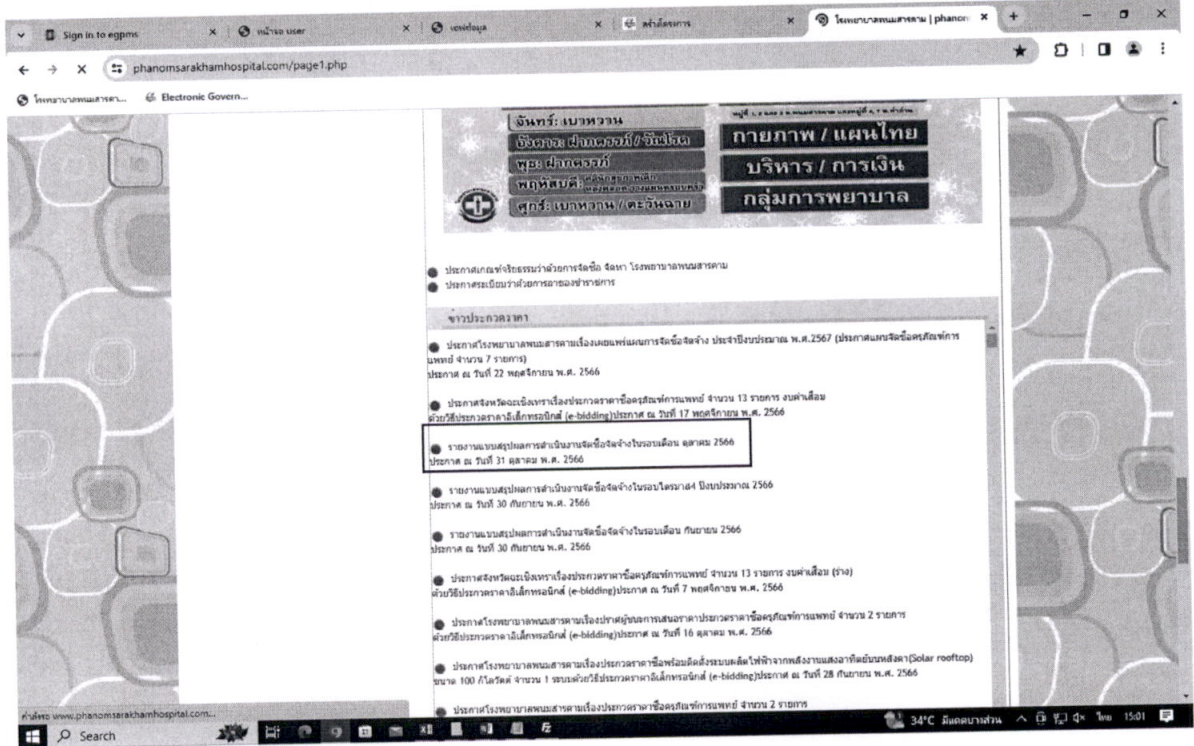 Sign in to egpms
หน้าจอ user
โรงพยาบาลพนมสารคาม | phanom
phanomsarakhamhospital.com/page1.php
Electronic Govern...
จันทร์: เบาหวาน
อังคาร: ฝากครรภ์ / วัณโรค
พุธ: ฝากครรภ์
พฤหัสบดี:
ศุกร์: เบาหวาน / ตะวันฉาย
กายภาพ / แผนไทย
บริหาร / การเงิน
กลุ่มการพยาบาล
ประกาศเกณฑ์จริยธรรมว่าด้วยการจัดซื้อ จัดหา โรงพยาบาลพนมสารคาม
ประกาศระเบียบว่าด้วยการลาของข้าราชการ
ข่าวประกวดราคา
ประกาศโรงพยาบาลพนมสารคามเรื่องเผยแพร่แผนการจัดซื้อจัดจ้าง ประจำปีงบประมาณ พ.ศ.2567 (ประกาศแผนจัดซื้อครุภัณฑ์การ
แพทย์ จำนวน 7 รายการ)
ประกาศ ณ วันที่ 22 พฤศจิกายน พ.ศ. 2566
ประกาศจังหวัดฉะเชิงเทราเรื่องประกวดราคาซื้อครุภัณฑ์การแพทย์ จำนวน 13 รายการ งบค่าเสื่อม
ด้วยวิธีประกวดราคาอิเล็กทรอนิกส์ (e-bidding)ประกาศ ณ วันที่ 17 พฤศจิกายน พ.ศ. 2566
รายงานแบบสรุปผลการดำเนินงานจัดซื้อจัดจ้างในรอบเดือน ตุลาคม 2566
ประกาศ ณ วันที่ 31 ตุลาคม พ.ศ. 2566
รายงานแบบสรุปผลการดำเนินงานจัดซื้อจัดจ้างในรอบไตรมาส4 ปีงบประมาณ 2566
ประกาศ ณ วันที่ 30 กันยายน พ.ศ. 2566
รายงานแบบสรุปผลการดำเนินงานจัดซื้อจัดจ้างในรอบเดือน กันยายน 2566
ประกาศ ณ วันที่ 30 กันยายน พ.ศ. 2566
ประกาศจังหวัดฉะเชิงเทราเรื่องประกวดราคาซื้อครุภัณฑ์การแพทย์ จำนวน 13 รายการ งบค่าเสื่อม (ร่าง)
ด้วยวิธีประกวดราคาอิเล็กทรอนิกส์ (e-bidding)ประกาศ ณ วันที่ 7 พฤศจิกายน พ.ศ. 2566
ประกาศโรงพยาบาลพนมสารคามเรื่องประกาศผู้ชนะการเสนอราคาประกวดราคาซื้อครุภัณฑ์การแพทย์ จำนวน 2 รายการ
ด้วยวิธีประกวดราคาอิเล็กทรอนิกส์ (e-bidding)ประกาศ ณ วันที่ 16 ตุลาคม พ.ศ. 2566
ประกาศโรงพยาบาลพนมสารคามเรื่องประกวดราคาซื้อพร้อมติดตั้งระบบผลิตไฟฟ้าจากพลังงานแสงอาทิตย์บนหลังคา(Solar rooftop)
ขนาด 100 กิโลวัตต์ จำนวน 1 ระบบด้วยวิธีประกวดราคาอิเล็กทรอนิกส์ (e-bidding)ประกาศ ณ วันที่ 28 กันยายน พ.ศ. 2566
ประกาศโรงพยาบาลพนมสารคามเรื่องประกวดราคาซื้อครุภัณฑ์การแพทย์ จำนวน 2 รายการ
กำลังรอ www.phanomsarakhamhospital.com...
Search
34°C มีแดดบางส่วน
ไทย
15:01